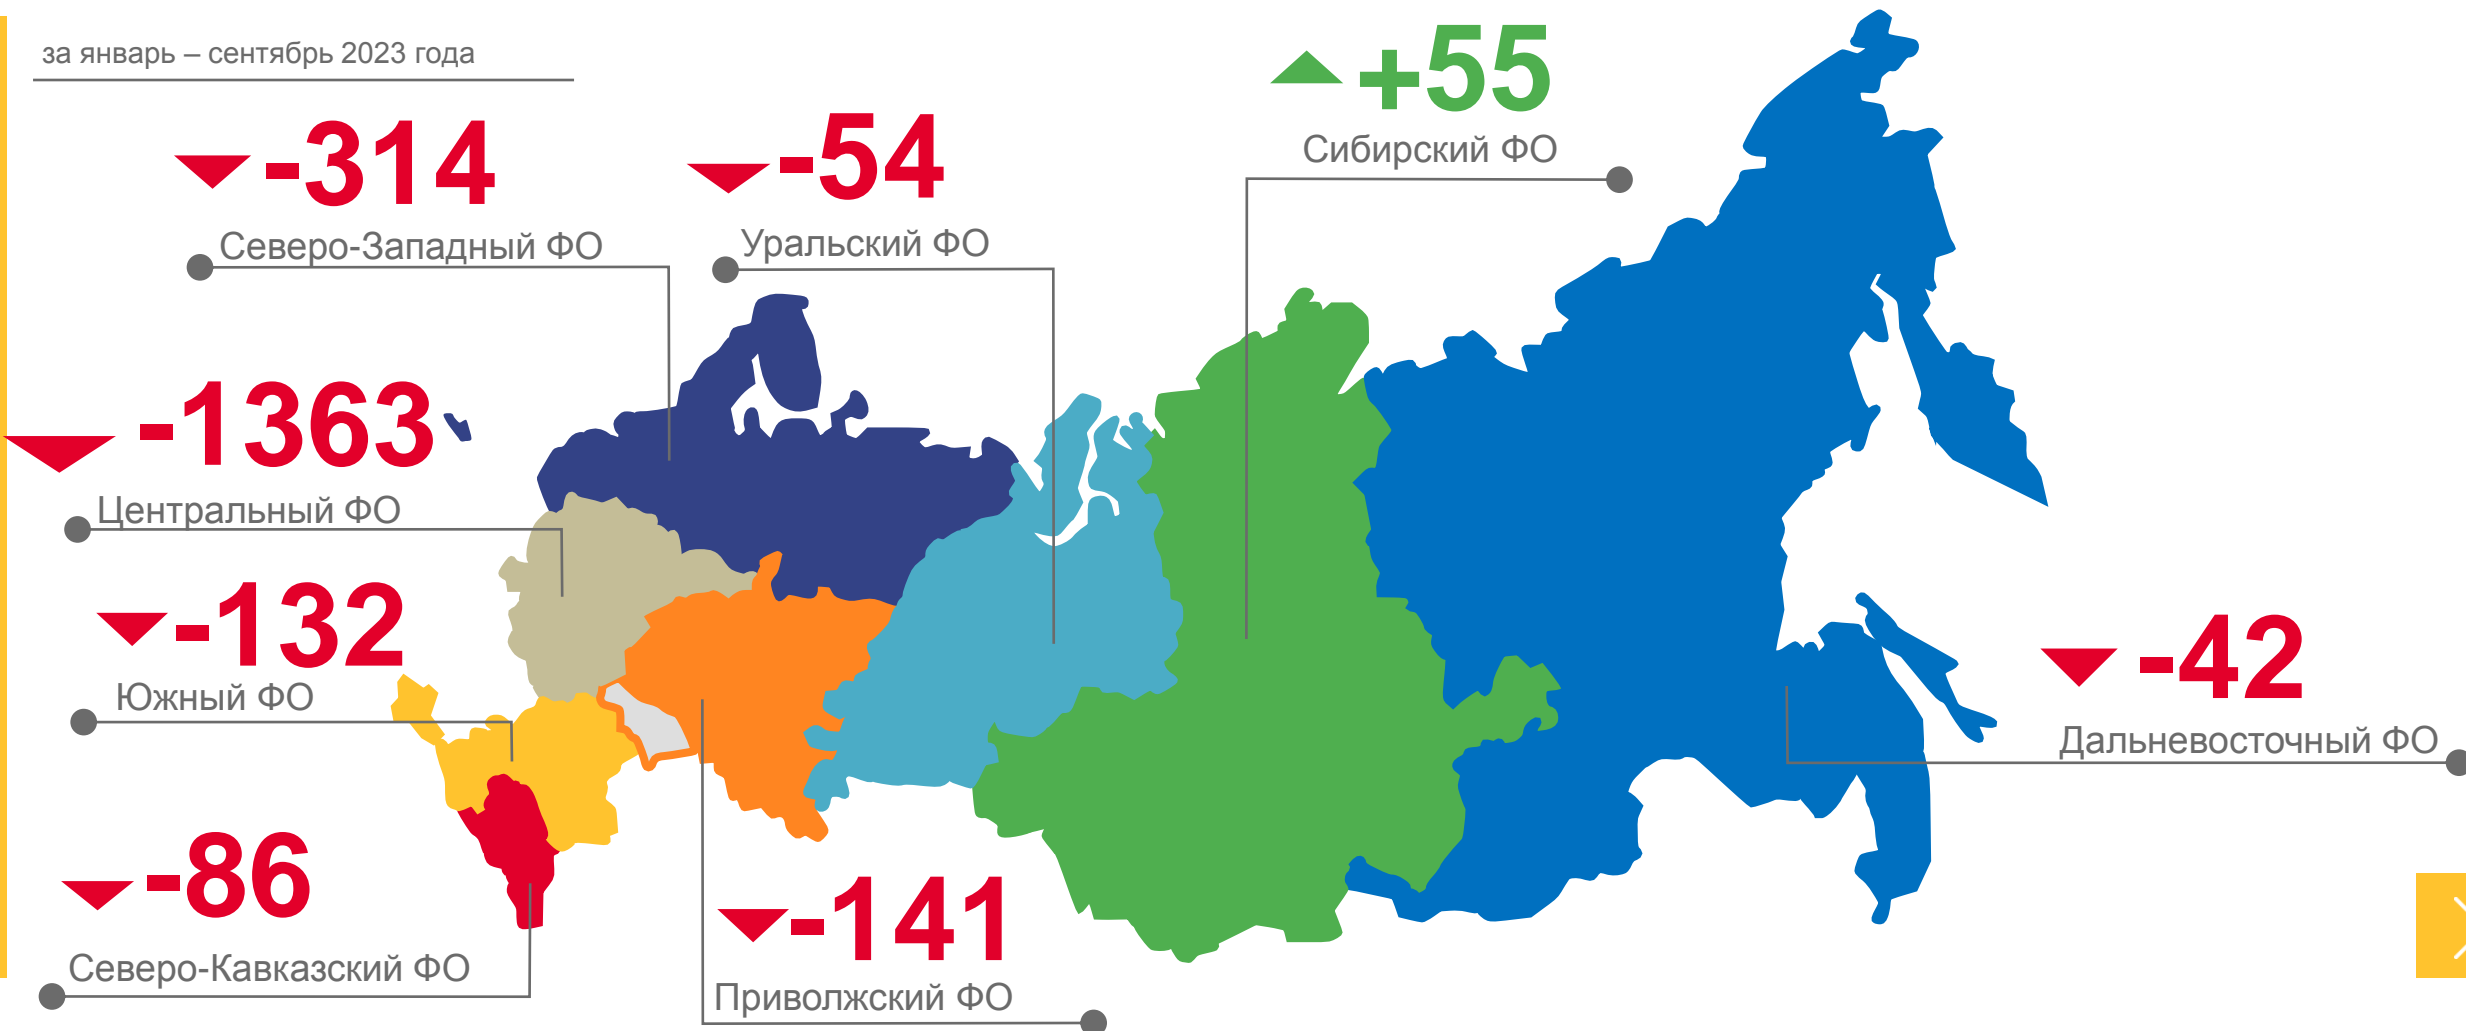 за январь – сентябрь 2023 года
-314
Северо-Западный ФО
-54
Уральский ФО
+55
Сибирский ФО
-1363
Центральный ФО
-132
Южный ФО
-42
Дальневосточный ФО
-86
Северо-Кавказский ФО
-141
Приволжский ФО